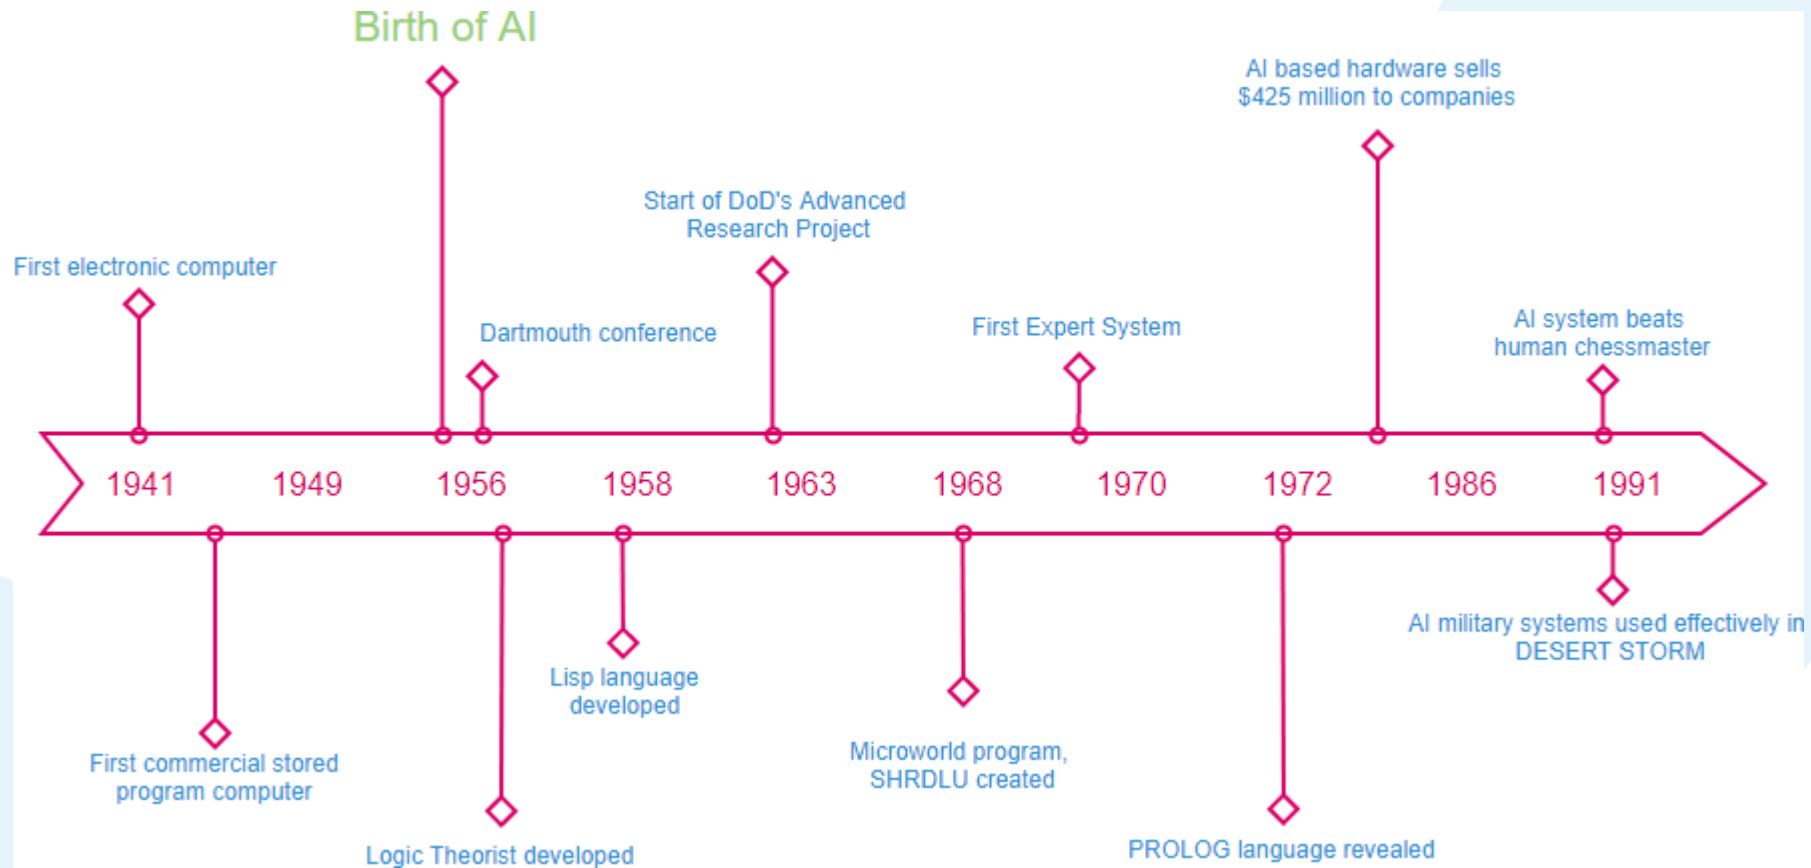 Birth of AI
AI based hardware sells
$425 million to companies
Start of DoD's Advanced
Research Project
First electronic computer
Dartmouth conference
First Expert System
AI system beats
human chessmaster
1941 1949 1956 1958 1963 1968 1970 1972 1986 1991
AI military systems used effectively in
DESERT STORM
Lisp language
developed
Microworld program,
SHRDLU created
First commercial stored
program computer
Logic Theorist developed
PROLOG language revealed